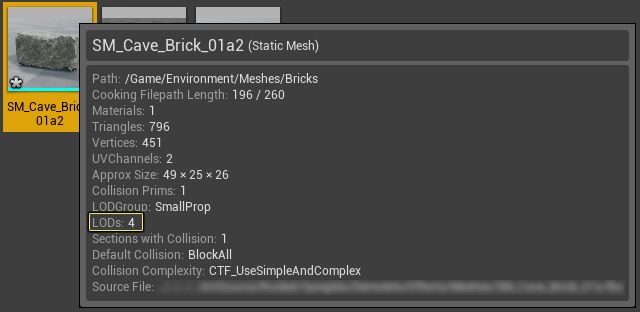 SM_Cave_Brick_01a2 (Static Mesh)
Path: /Game/Environment/Meshes/Bricks
Cooking Filepath Length: 196 / 260
Materials: 1
Triangles: 796
Vertices: 451
UVChannels: 2
Approx Size: 49 × 25 × 26
Collision Prims: 1
LODGroup: SmallProp
LODs: 4
Sections with Collision: 1
Default Collision: BlockAll
Collision Complexity: CTF_UseSimpleAndComplex
Source File:
SM_Cave_Bric
01a2